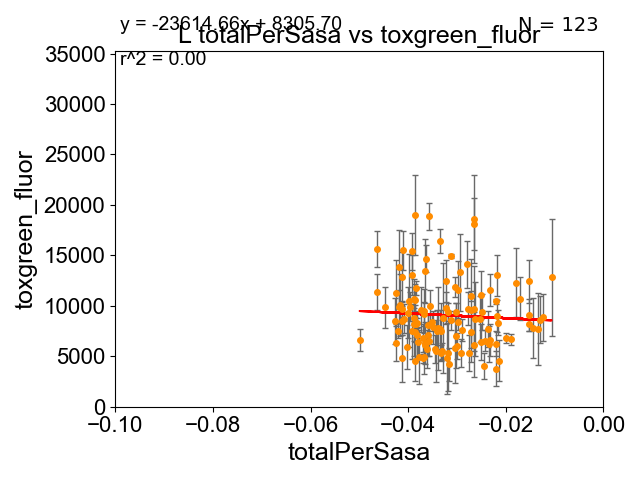 y = -23614.66x + 8305.70
N = 123
L totalPerSasa vs toxgreen_fluor
r^2 = 0.00
35000
30000
25000
20000
15000
10000
5000
0
toxgreen_fluor
−0.10
−0.08
−0.06
−0.04
−0.02
0.00
totalPerSasa